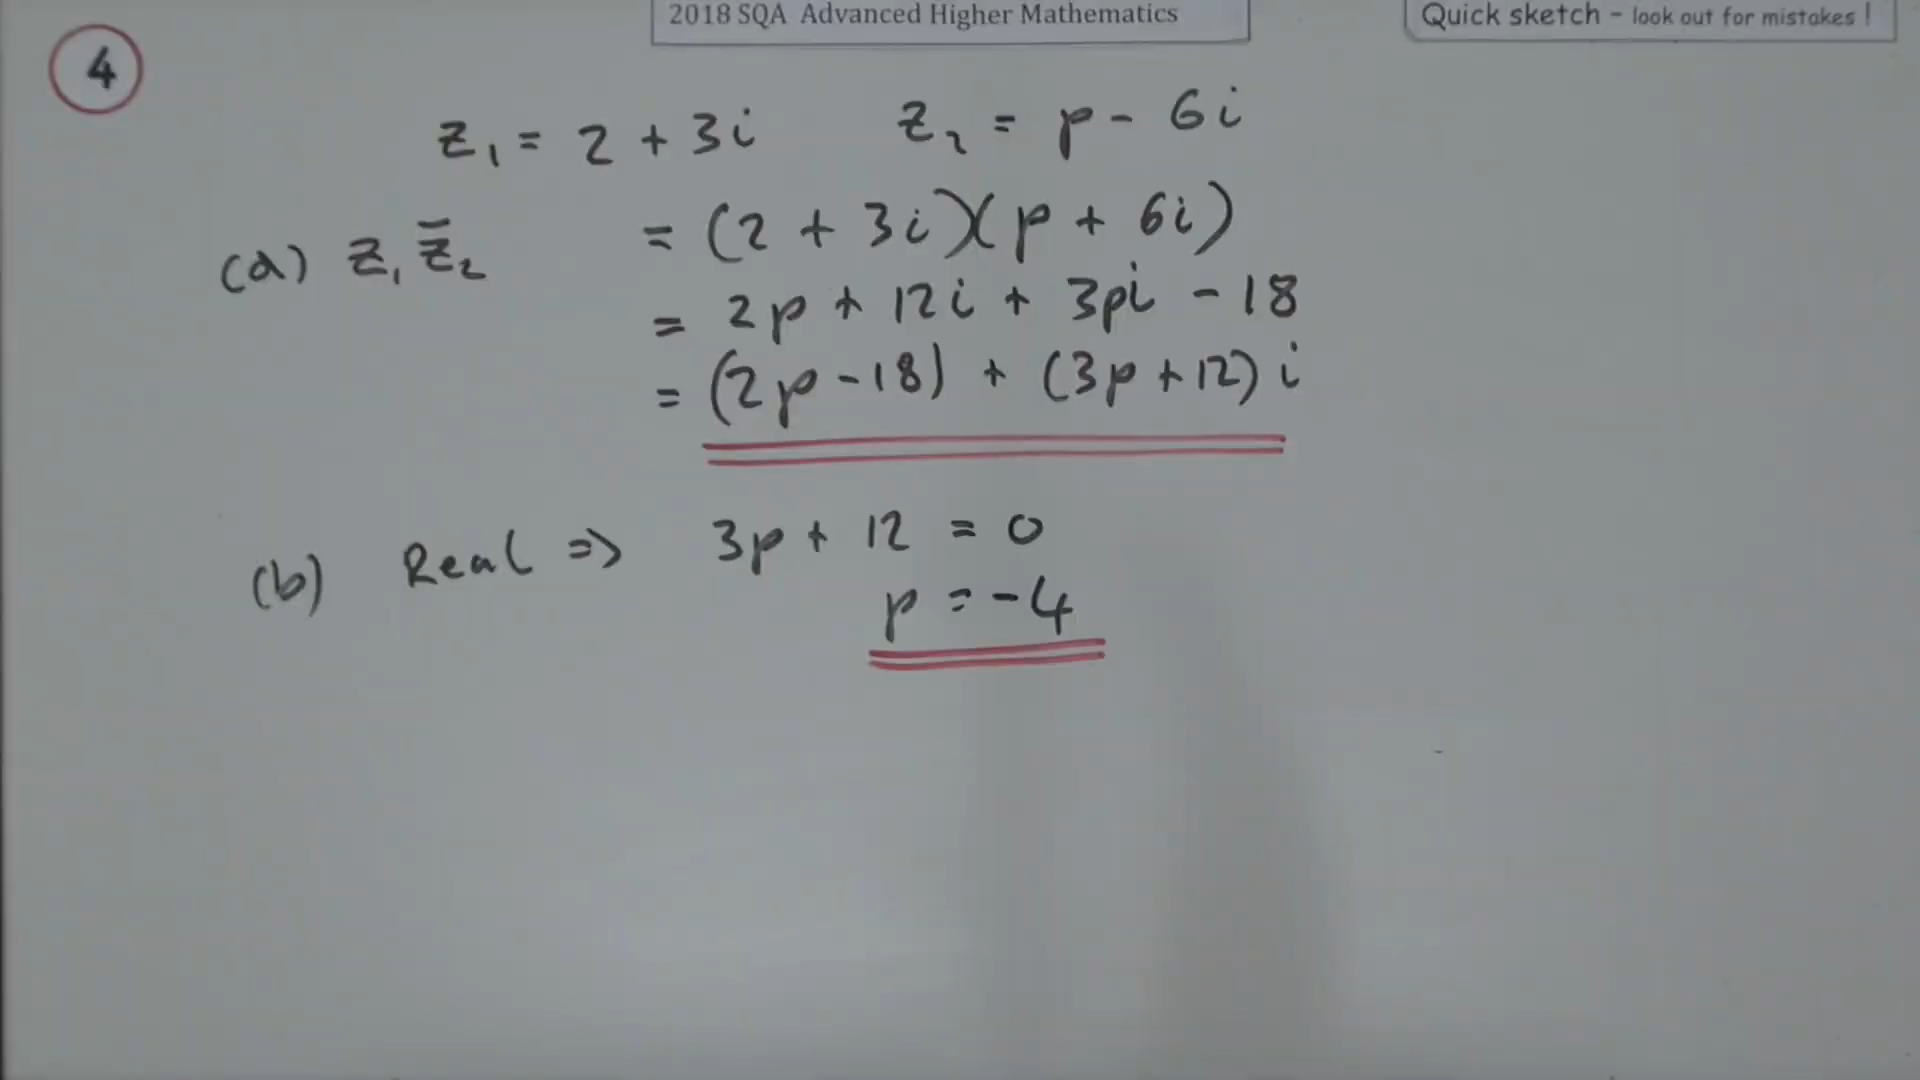 2018 SQA Advanced Higher Mathematics
Quick sketch - look out for mistakes !
4
z₁ = 2 + 3i z₂ = p - 6i
(a) z₁ z̄₂ = (2 + 3i)(p + 6i)
= 2p + 12i + 3pi - 18
= (2p - 18) + (3p + 12) i
(b) Real => 3p + 12 = 0
p = -4